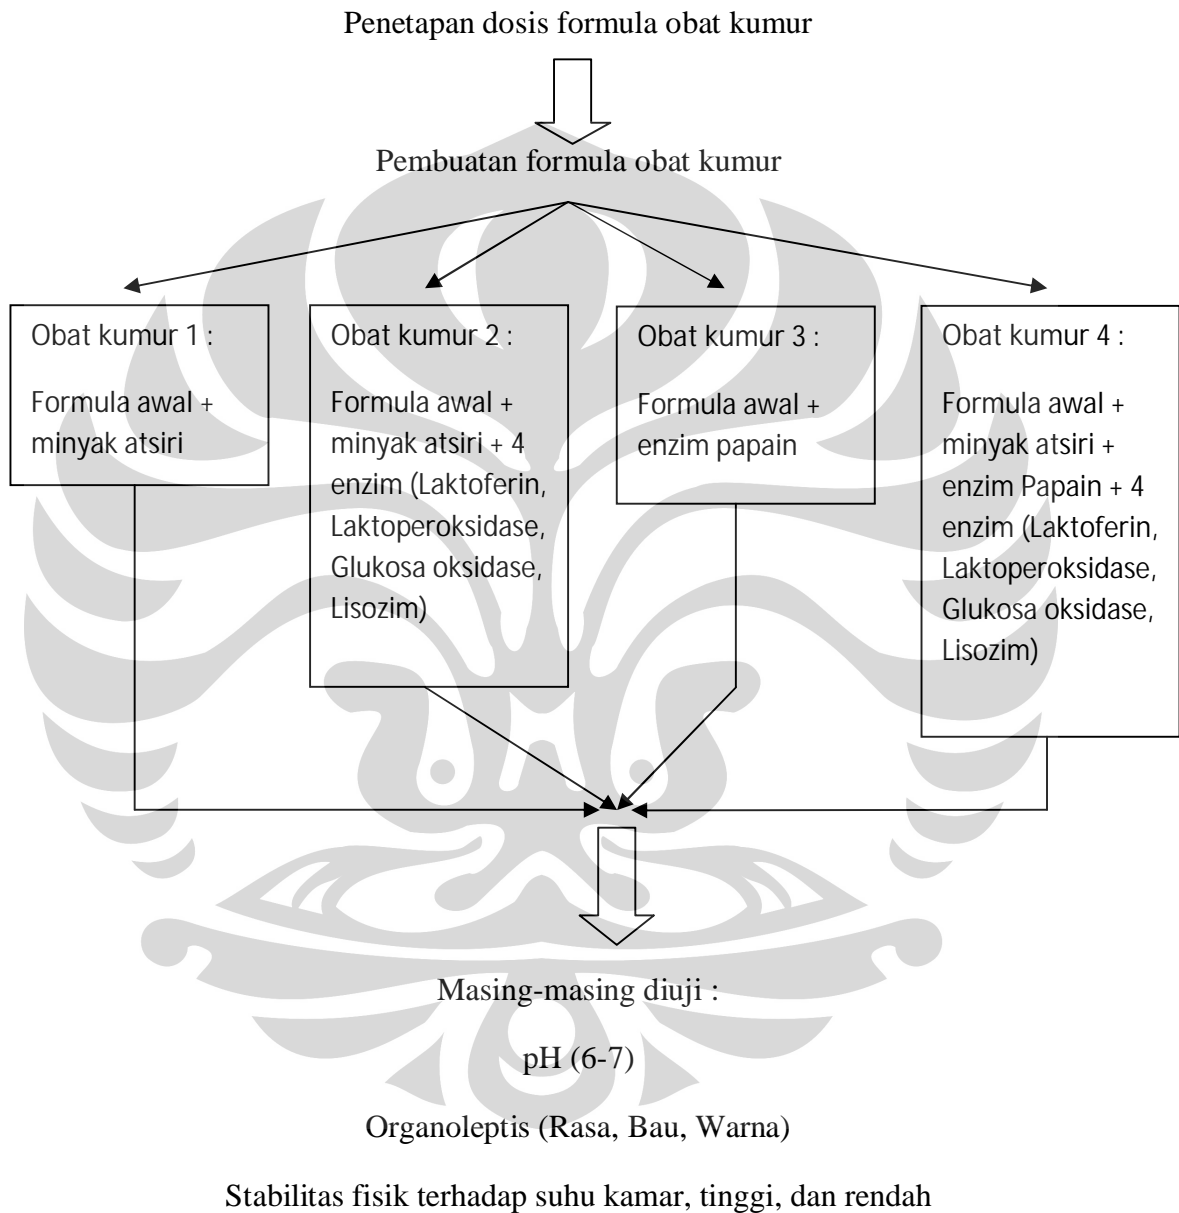 Penetapan dosis formula obat kumur
Pembuatan formula obat kumur
Obat kumur 1 :
Formula awal +
minyak atsiri
Obat kumur 2 :
Formula awal +
minyak atsiri + 4
enzim (Laktoferin,
Laktoperoksidase,
Glukosa oksidase,
Lisozim)
Obat kumur 3 :
Formula awal +
enzim papain
Obat kumur 4 :
Formula awal +
minyak atsiri +
enzim Papain + 4
enzim (Laktoferin,
Laktoperoksidase,
Glukosa oksidase,
Lisozim)
Masing-masing diuji :
pH (6-7)
Organoleptis (Rasa, Bau, Warna)
Stabilitas fisik terhadap suhu kamar, tinggi, dan rendah